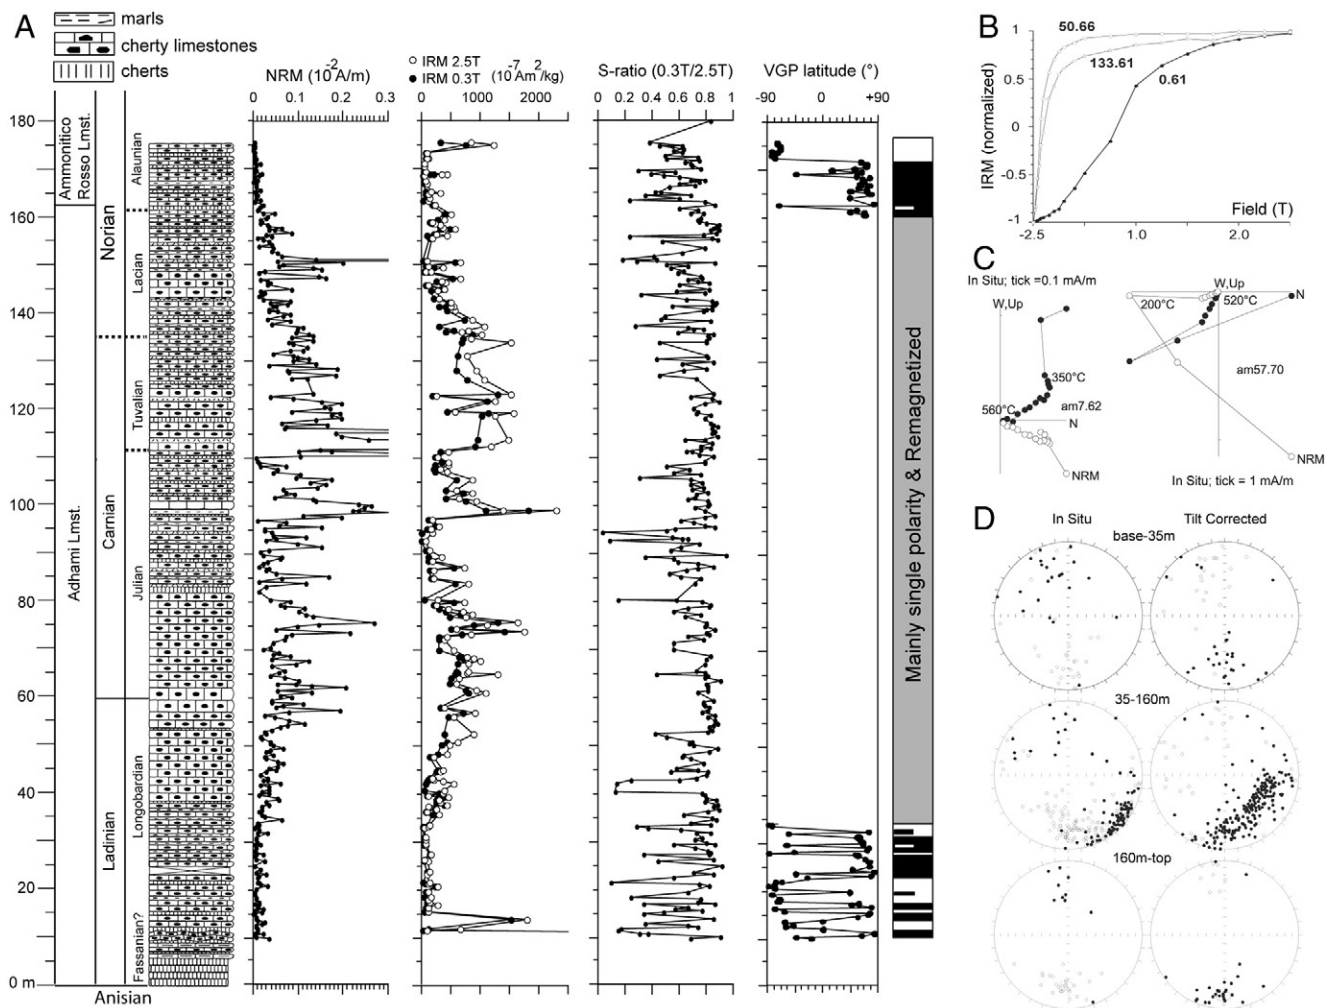 A
marls
cherty limestones
cherts
NRM (10⁻² A/m)
IRM 2.5T
IRM 0.3T
(10⁻⁷ Am²/kg)
S-ratio (0.3T/2.5T)
VGP latitude (°)
0 0.1 0.2 0.3
0 1000 2000
0 0.2 0.4 0.6 0.8 1
-90 0 +90
180
160
140
120
100
80
60
40
20
0 m
Ammonitico
Rosso Lmst.
Adhami Lmst.
Norian
Carnian
Ladinian
Alaunian
Lacian
Tuvalian
Julian
Longobardian
Fassanian?
Anisian
Mainly single polarity & Remagnetized
B
IRM (normalized)
1
0.5
0
-0.5
-1
50.66
133.61
0.61
Field (T)
-2.5 1.0 2.0
C
In Situ; tick =0.1 mA/m
W,Up
350°C
560°C
am7.62
N
NRM
W,Up
200°C
520°C
N
am57.70
NRM
In Situ; tick = 1 mA/m
D
In Situ Tilt Corrected
base-35m
35-160m
160m-top